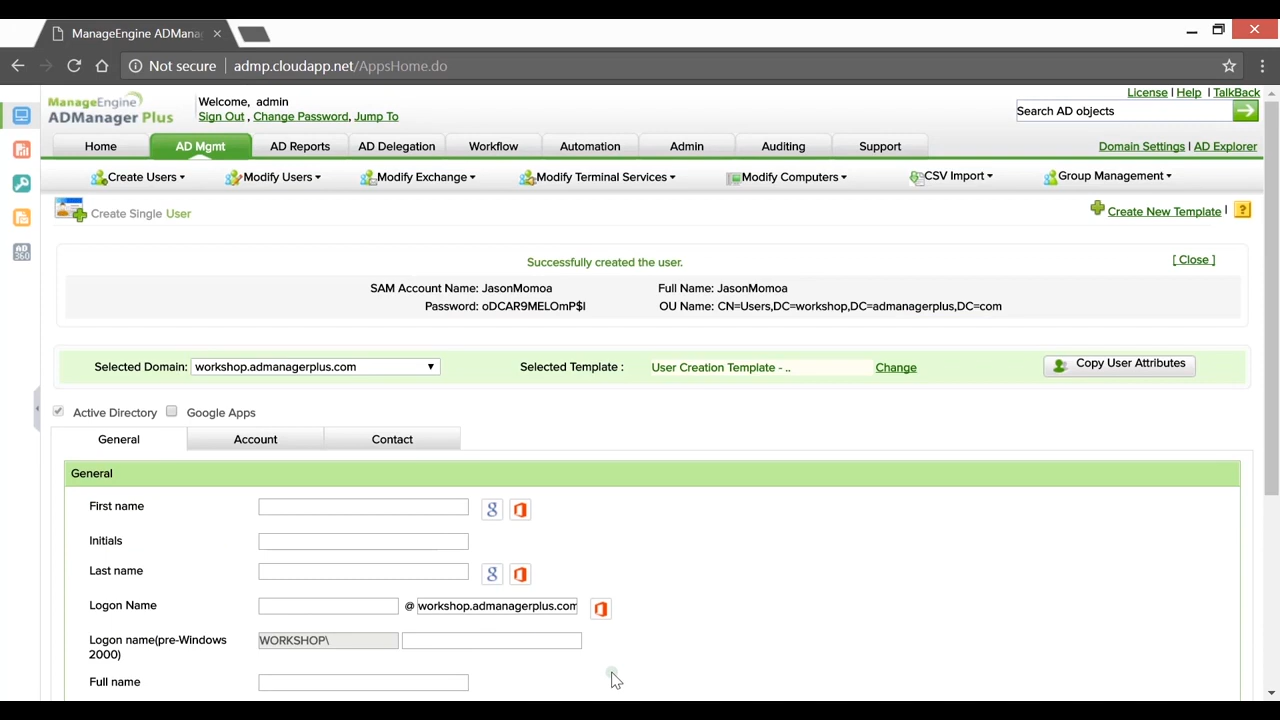 ManageEngine ADMana
Not secure admp.cloudapp.net/AppsHome.do
License | Help | TalkBack
ManageEngine
ADManager Plus
Welcome, admin
Sign Out , Change Password, Jump To
Search AD objects
Home AD Mgmt AD Reports AD Delegation Workflow Automation Admin Auditing Support
Domain Settings | AD Explorer
Create Users Modify Users Modify Exchange Modify Terminal Services Modify Computers CSV Import Group Management
Create Single User
Create New Template | ?
Successfully created the user.
[ Close ]
SAM Account Name: JasonMomoa Full Name: JasonMomoa
Password: oDCAR9MELOmP$I OU Name: CN=Users,DC=workshop,DC=admanagerplus,DC=com
Selected Domain: workshop.admanagerplus.com Selected Template : User Creation Template - .. Change Copy User Attributes
Active Directory Google Apps
General Account Contact
General
First name
Initials
Last name
Logon Name @ workshop.admanagerplus.com
Logon name(pre-Windows
2000)
WORKSHOP\
Full name
AD
360